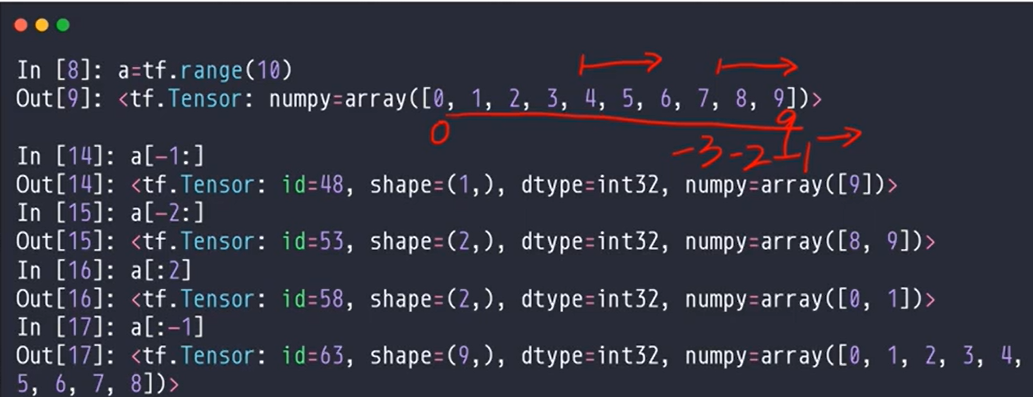 In [8]: a=tf.range(10)
Out[9]: <tf.Tensor: numpy=array([0, 1, 2, 3, 4, 5, 6, 7, 8, 9])>
0 9
-3 -2 -1
In [14]: a[-1:]
Out[14]: <tf.Tensor: id=48, shape=(1,), dtype=int32, numpy=array([9])>
In [15]: a[-2:]
Out[15]: <tf.Tensor: id=53, shape=(2,), dtype=int32, numpy=array([8, 9])>
In [16]: a[:2]
Out[16]: <tf.Tensor: id=58, shape=(2,), dtype=int32, numpy=array([0, 1])>
In [17]: a[:-1]
Out[17]: <tf.Tensor: id=63, shape=(9,), dtype=int32, numpy=array([0, 1, 2, 3, 4,
5, 6, 7, 8])>